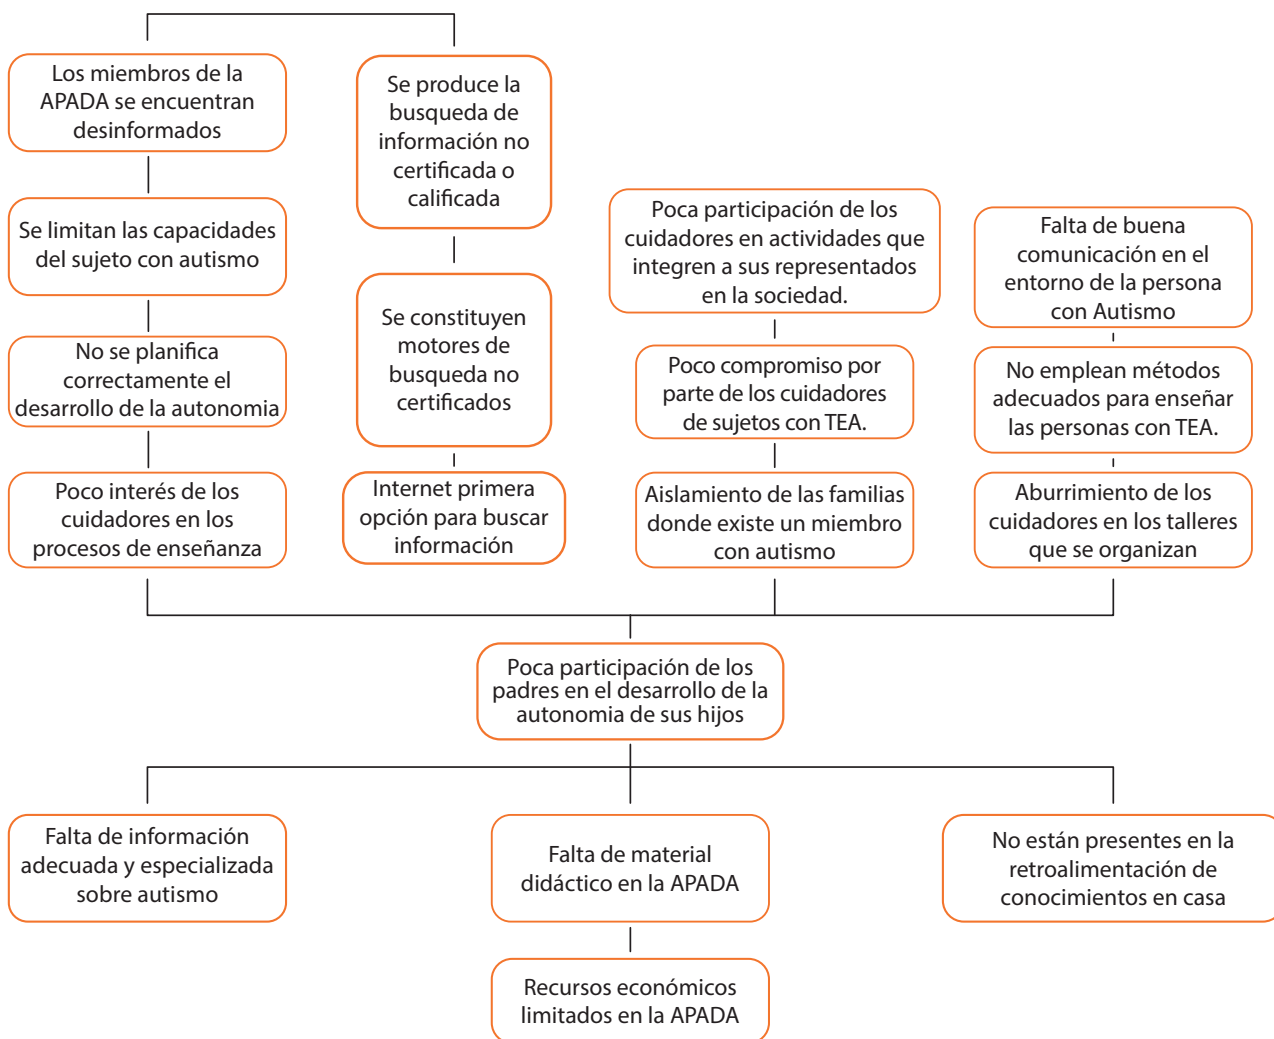 Los miembros de la
APADA se encuentran
desinformados
Se limitan las capacidades
del sujeto con autismo
No se planifica
correctamente el
desarrollo de la autonomia
Poco interés de los
cuidadores en los
procesos de enseñanza
Se produce la
busqueda de
información no
certificada o
calificada
Se constituyen
motores de
busqueda no
certificados
Internet primera
opción para buscar
información
Poca participación de los
cuidadores en actividades que
integren a sus representados
en la sociedad.
Poco compromiso por
parte de los cuidadores
de sujetos con TEA.
Aislamiento de las familias
donde existe un miembro
con autismo
Falta de buena
comunicación en el
entorno de la persona
con Autismo
No emplean métodos
adecuados para enseñar
las personas con TEA.
Aburrimiento de los
cuidadores en los talleres
que se organizan
Poca participación de los
padres en el desarrollo de la
autonomia de sus hijos
Falta de información
adecuada y especializada
sobre autismo
Falta de material
didáctico en la APADA
Recursos económicos
limitados en la APADA
No están presentes en la
retroalimentación de
conocimientos en casa